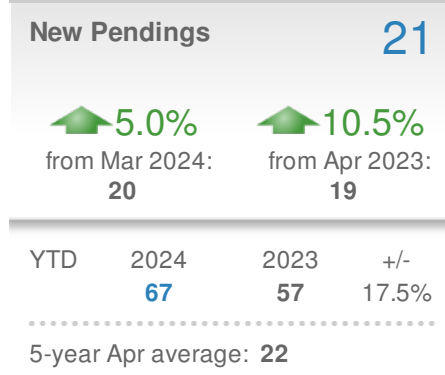 New Pendings 21
5.0% 10.5%
from Mar 2024: from Apr 2023:
20 19
YTD 2024 2023 +/-
67 57 17.5%
5-year Apr average: 22